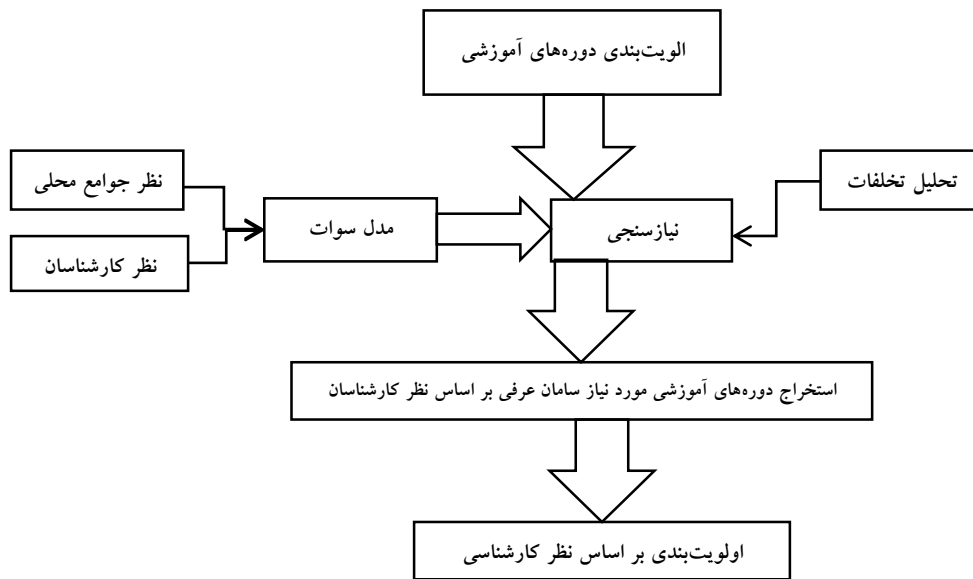 الویت‌بندی دوره‌های آموزشی
نظر جوامع محلی
تحلیل تخلفات
مدل سوات
نیازسنجی
نظر کارشناسان
استخراج دوره‌های آموزشی مورد نیاز سامان عرفی بر اساس نظر کارشناسان
اولویت‌بندی بر اساس نظر کارشناسی